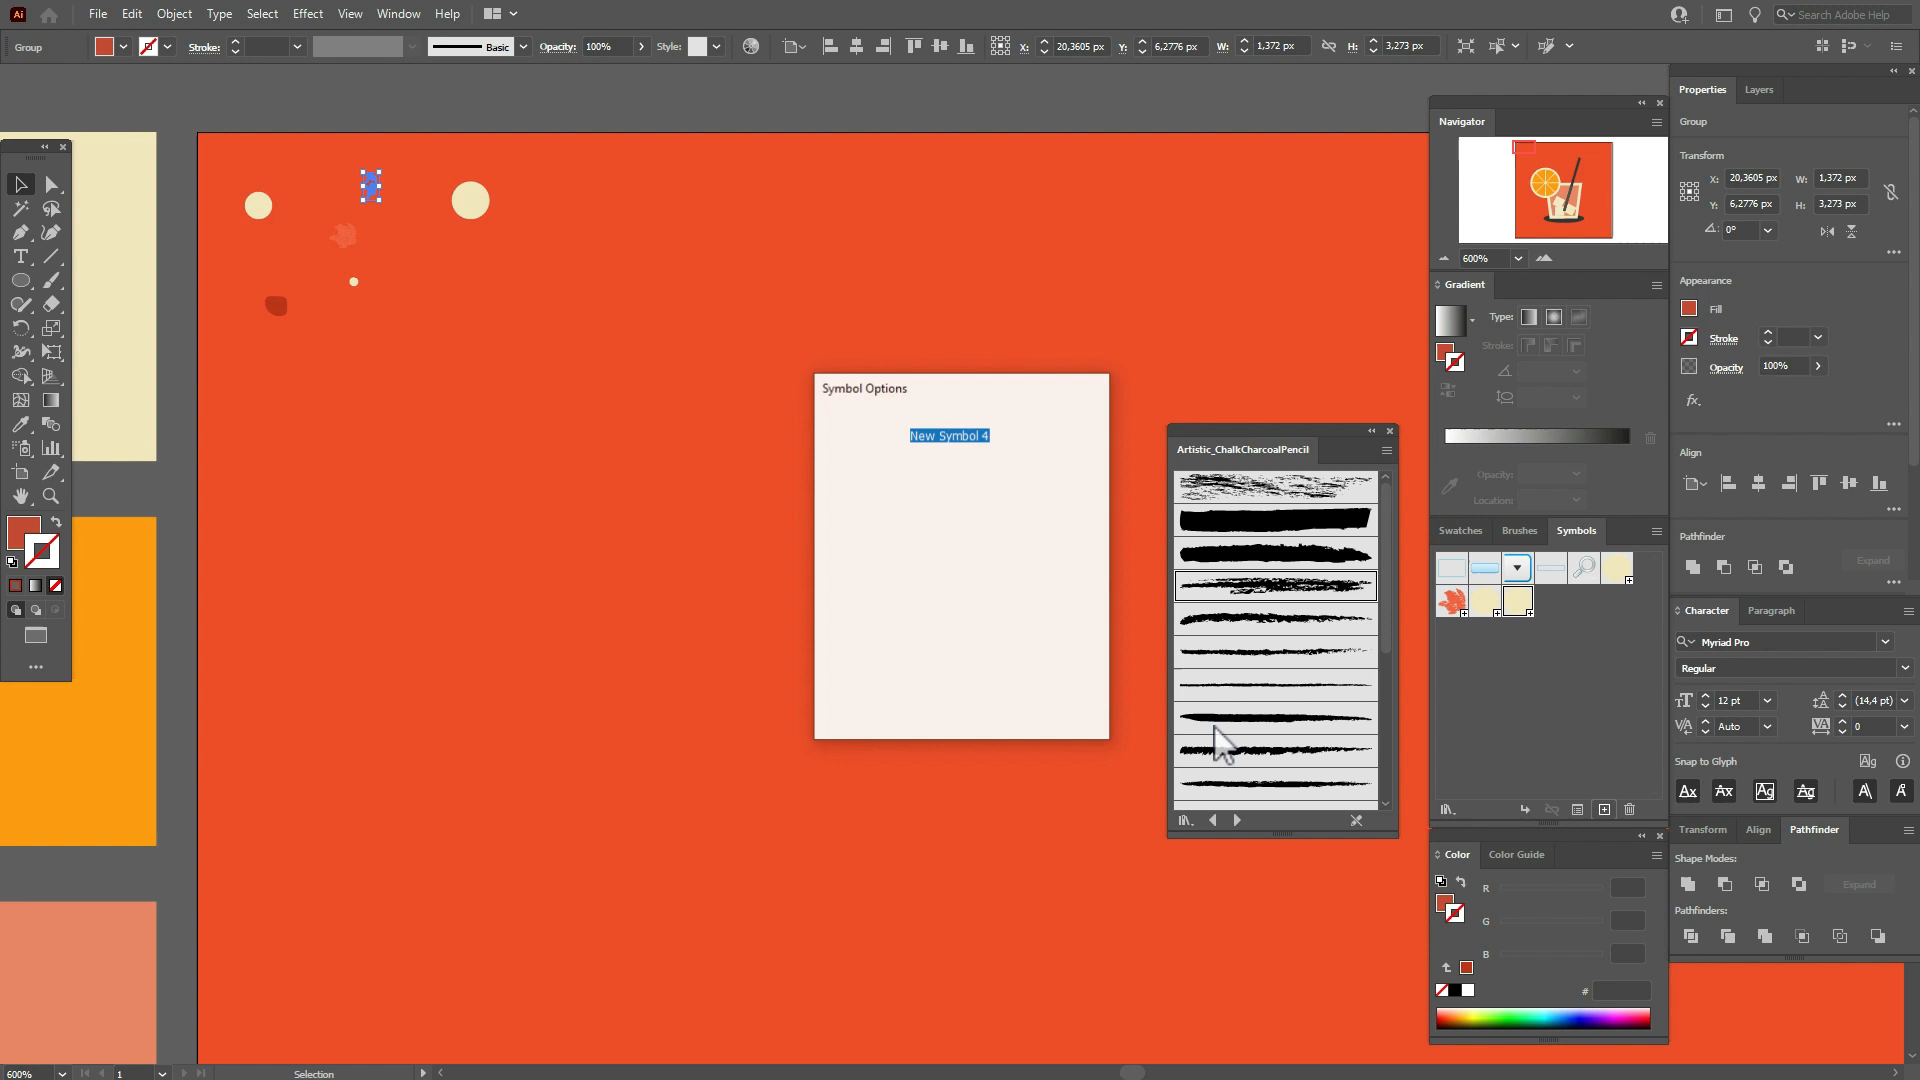 Ai File Edit Object Type Select Effect View Window Help Search Adobe Help
Group Stroke: Basic Opacity: 100% Style: X: 20,3605 px Y: 6,2776 px W: 1,372 px H: 3,273 px
Properties Layers
Navigator
Group
Transform
X: 20,3605 px W: 1,372 px
Y: 6,2776 px H: 3,273 px
0°
600%
Gradient
Appearance
Type:
Fill
Stroke:
Stroke
Opacity 100%
fx.
Symbol Options
New Symbol 4
Artistic_ChalkCharcoalPencil
Align
Opacity:
Location:
Swatches Brushes Symbols
Pathfinder
Expand
Character Paragraph
Myriad Pro
Regular
12 pt (14,4 pt)
Auto 0
Snap to Glyph
Transform Align Pathfinder
Shape Modes:
Expand
Pathfinders:
Color Color Guide
R
G
B
#
600% 1 Selection